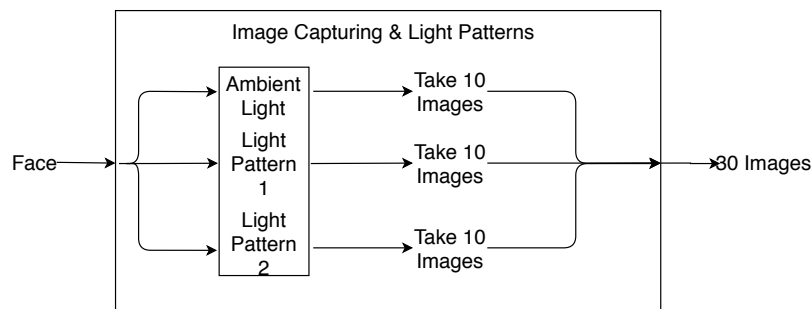 Image Capturing & Light Patterns
Ambient
Light
Take 10
Images
Face
Light
Pattern
1
Take 10
Images
30 Images
Light
Pattern
2
Take 10
Images